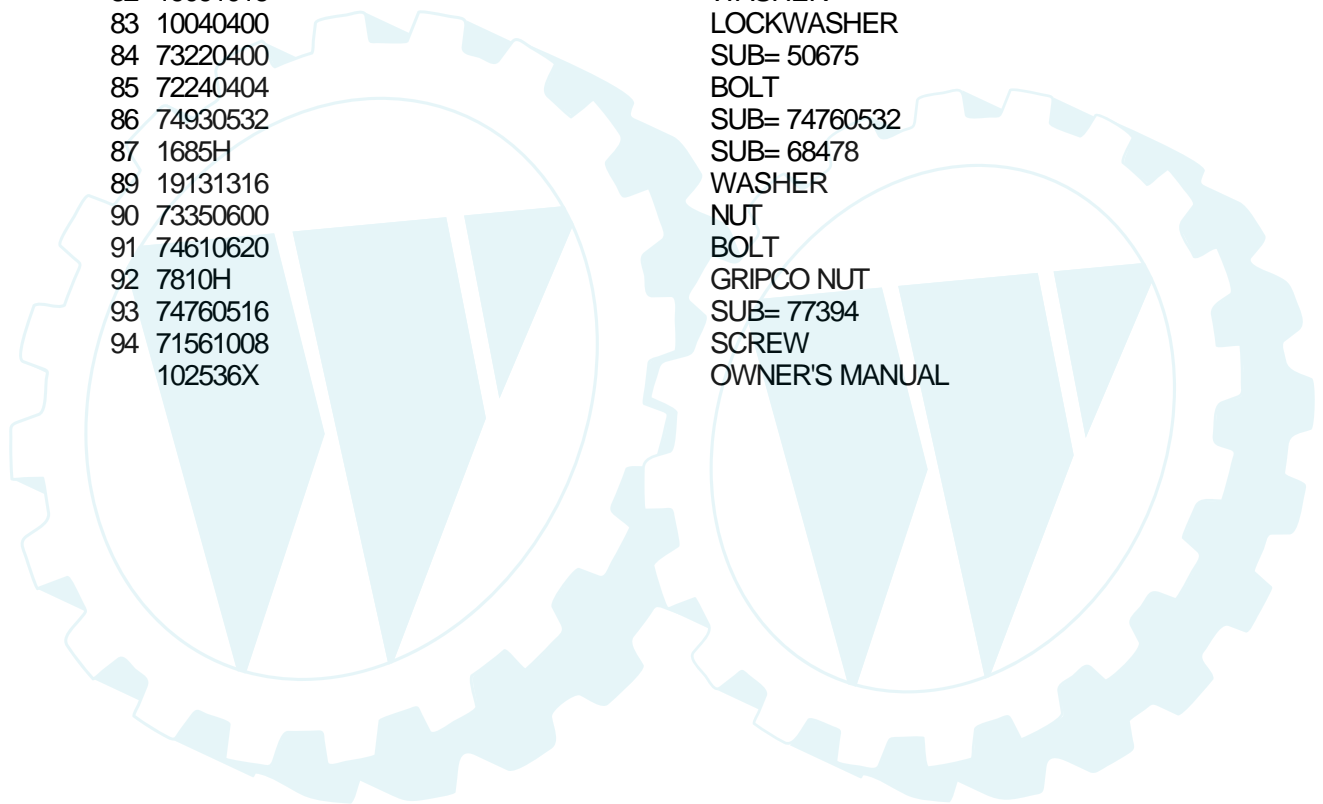 83 10040400 LOCKWASHER
84 73220400 SUB= 50675
85 72240404 BOLT
86 74930532 SUB= 74760532
87 1685H SUB= 68478
89 19131316 WASHER
90 73350600 NUT
91 74610620 BOLT
92 7810H GRIPCO NUT
93 74760516 SUB= 77394
94 71561008 SCREW
102536X OWNER'S MANUAL